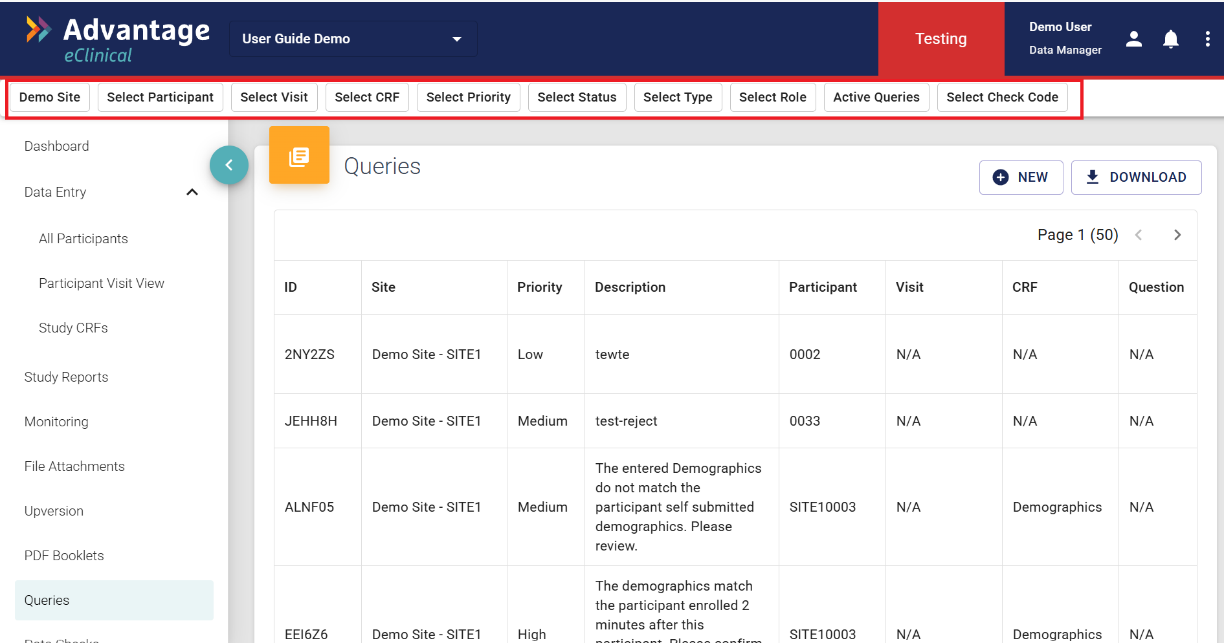 Advantage
eClinical
User Guide Demo
Testing
Demo User
Data Manager
Demo Site Select Participant Select Visit Select CRF Select Priority Select Status Select Type Select Role Active Queries Select Check Code
Dashboard
Data Entry
All Participants
Participant Visit View
Study CRFs
Study Reports
Monitoring
File Attachments
Upversion
PDF Booklets
Queries
Data Checks
Queries
NEW DOWNLOAD
Page 1 (50)
ID Site Priority Description Participant Visit CRF Question
2NY2ZS Demo Site - SITE1 Low tewte 0002 N/A N/A N/A
JEHH8H Demo Site - SITE1 Medium test-reject 0033 N/A N/A N/A
The entered Demographics
do not match the
ALNF05 Demo Site - SITE1 Medium participant self submitted SITE10003 N/A Demographics N/A
demographics. Please
review.
The demographics match
the participant enrolled 2
minutes after this
EEI6Z6 Demo Site - SITE1 High participant. Please confirm SITE10003 N/A Demographics N/A